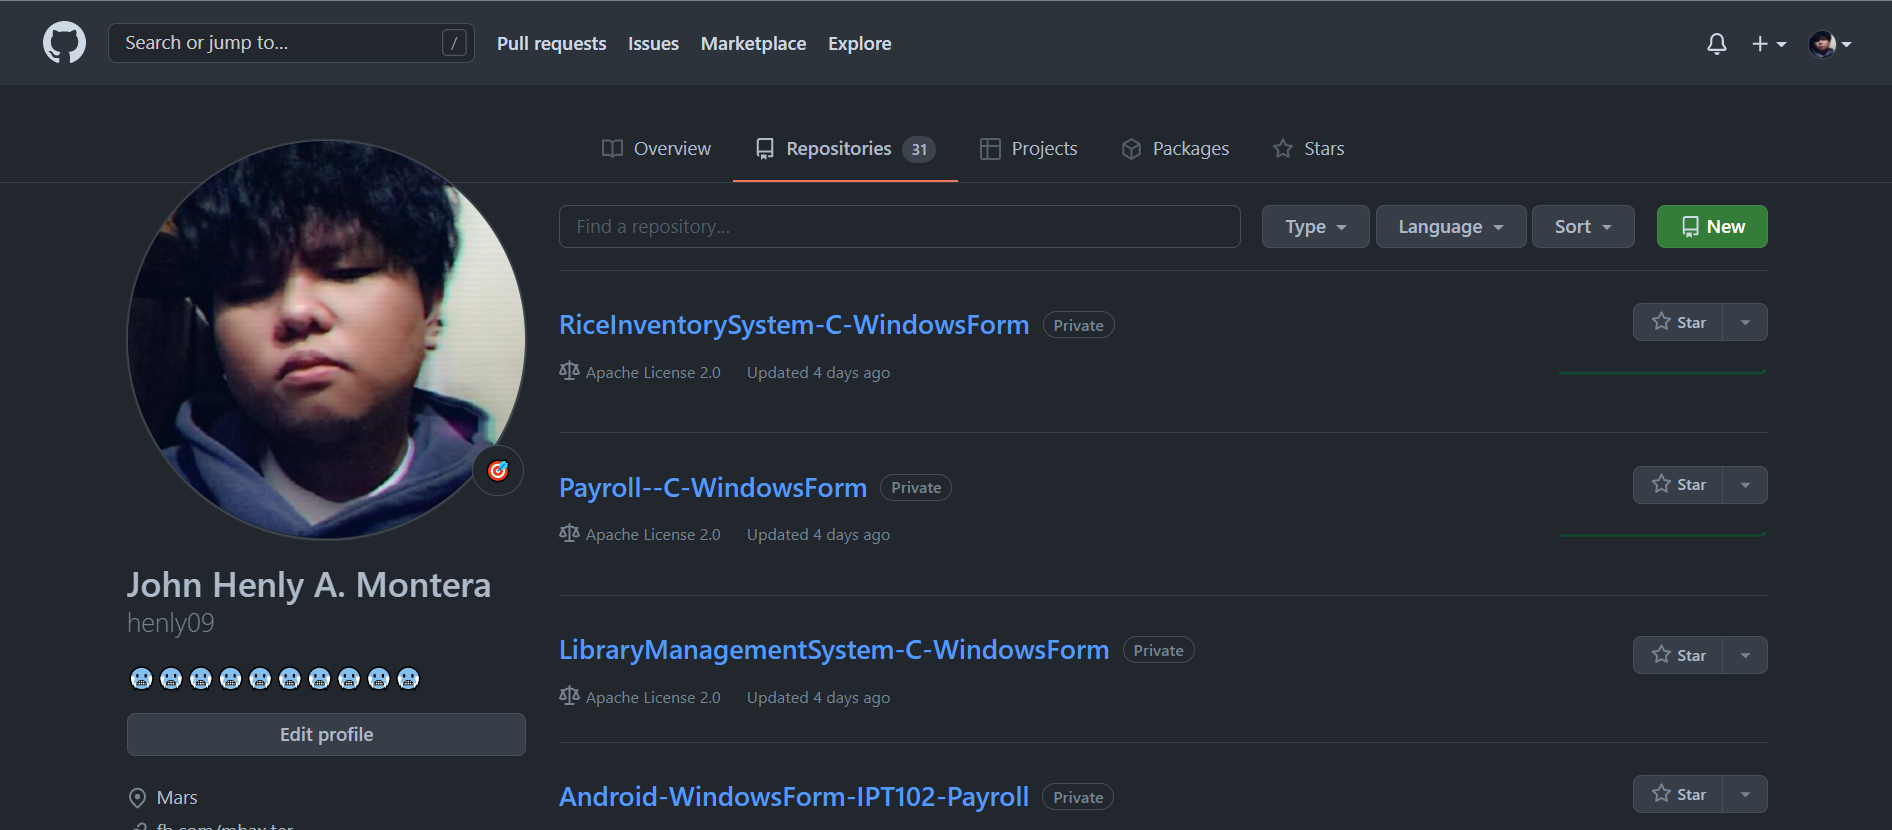 Search or jump to...
/
Pull requests
Issues
Marketplace
Explore
Overview
Repositories 31
Projects
Packages
Stars
Find a repository...
Type
Language
Sort
New
RiceInventorySystem-C-WindowsForm Private
Star
Apache License 2.0 Updated 4 days ago
Payroll--C-WindowsForm Private
Star
Apache License 2.0 Updated 4 days ago
LibraryManagementSystem-C-WindowsForm Private
Star
Apache License 2.0 Updated 4 days ago
Android-WindowsForm-IPT102-Payroll Private
Star
John Henly A. Montera
henly09
🥶🥶🥶🥶🥶🥶🥶🥶🥶🥶
Edit profile
Mars